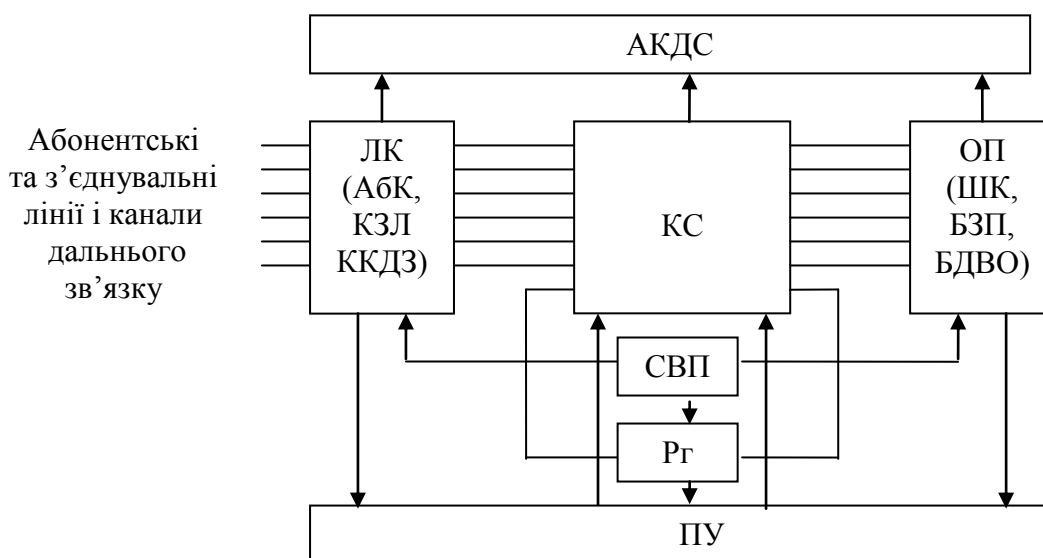 АКДС
Абонентські
та з’єднувальні
лінії і канали
дальнього
зв’язку
ЛК
(АбК,
КЗЛ
ККДЗ)
КС
ОП
(ШК,
БЗП,
БДВО)
СВП
Рг
ПУ